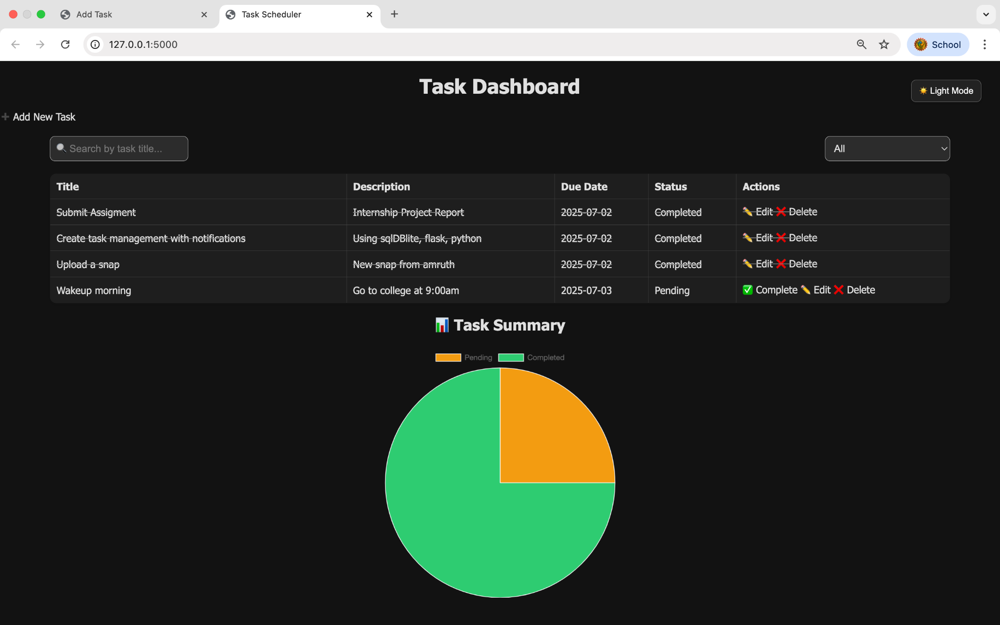 Add Task
Task Scheduler
127.0.0.1:5000
School
Task Dashboard
☀️ Light Mode
➕ Add New Task
🔍 Search by task title...
All
Title Description Due Date Status Actions
Submit Assigment Internship Project Report 2025-07-02 Completed ✏️ Edit ❌ Delete
Create task management with notifications Using sqlDBlite, flask, python 2025-07-02 Completed ✏️ Edit ❌ Delete
Upload a snap New snap from amruth 2025-07-02 Completed ✏️ Edit ❌ Delete
Wakeup morning Go to college at 9:00am 2025-07-03 Pending ✅ Complete ✏️ Edit ❌ Delete
📊 Task Summary
Pending Completed